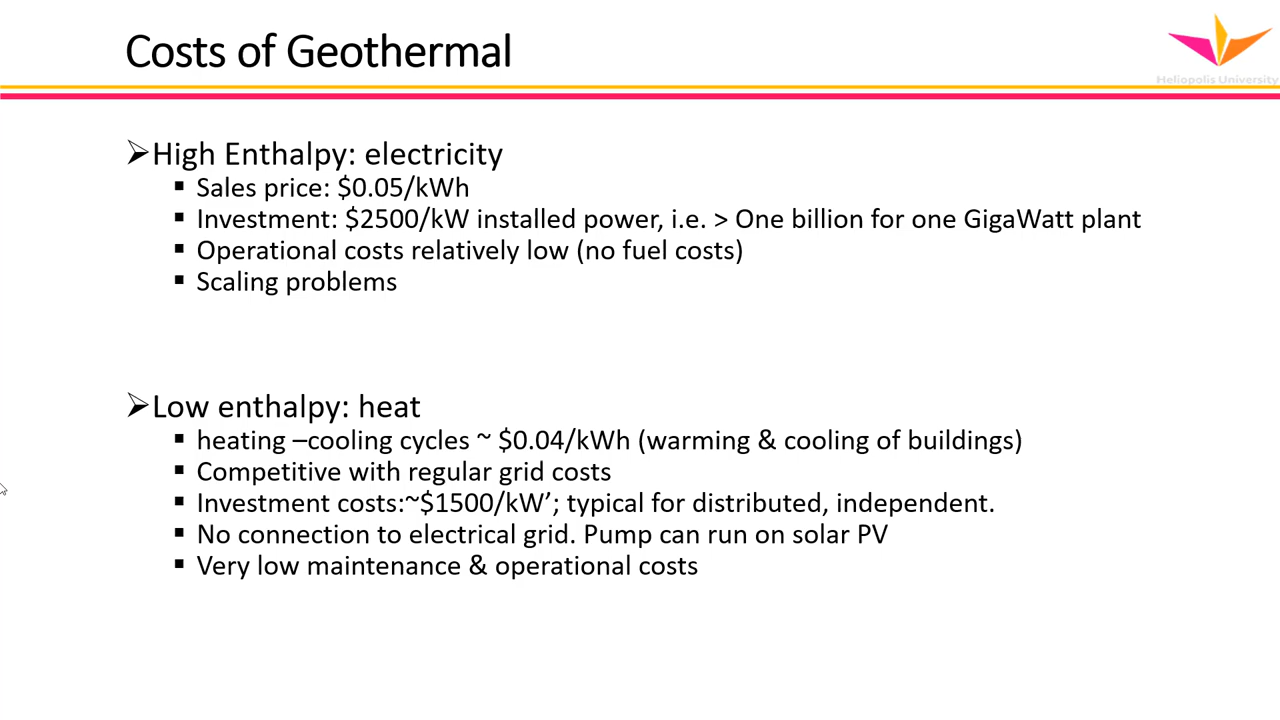 Costs of Geothermal
Heliopolis University
➢High Enthalpy: electricity
▪ Sales price: $0.05/kWh
▪ Investment: $2500/kW installed power, i.e. > One billion for one GigaWatt plant
▪ Operational costs relatively low (no fuel costs)
▪ Scaling problems
➢Low enthalpy: heat
▪ heating –cooling cycles ~ $0.04/kWh (warming & cooling of buildings)
▪ Competitive with regular grid costs
▪ Investment costs:~$1500/kW’; typical for distributed, independent.
▪ No connection to electrical grid. Pump can run on solar PV
▪ Very low maintenance & operational costs